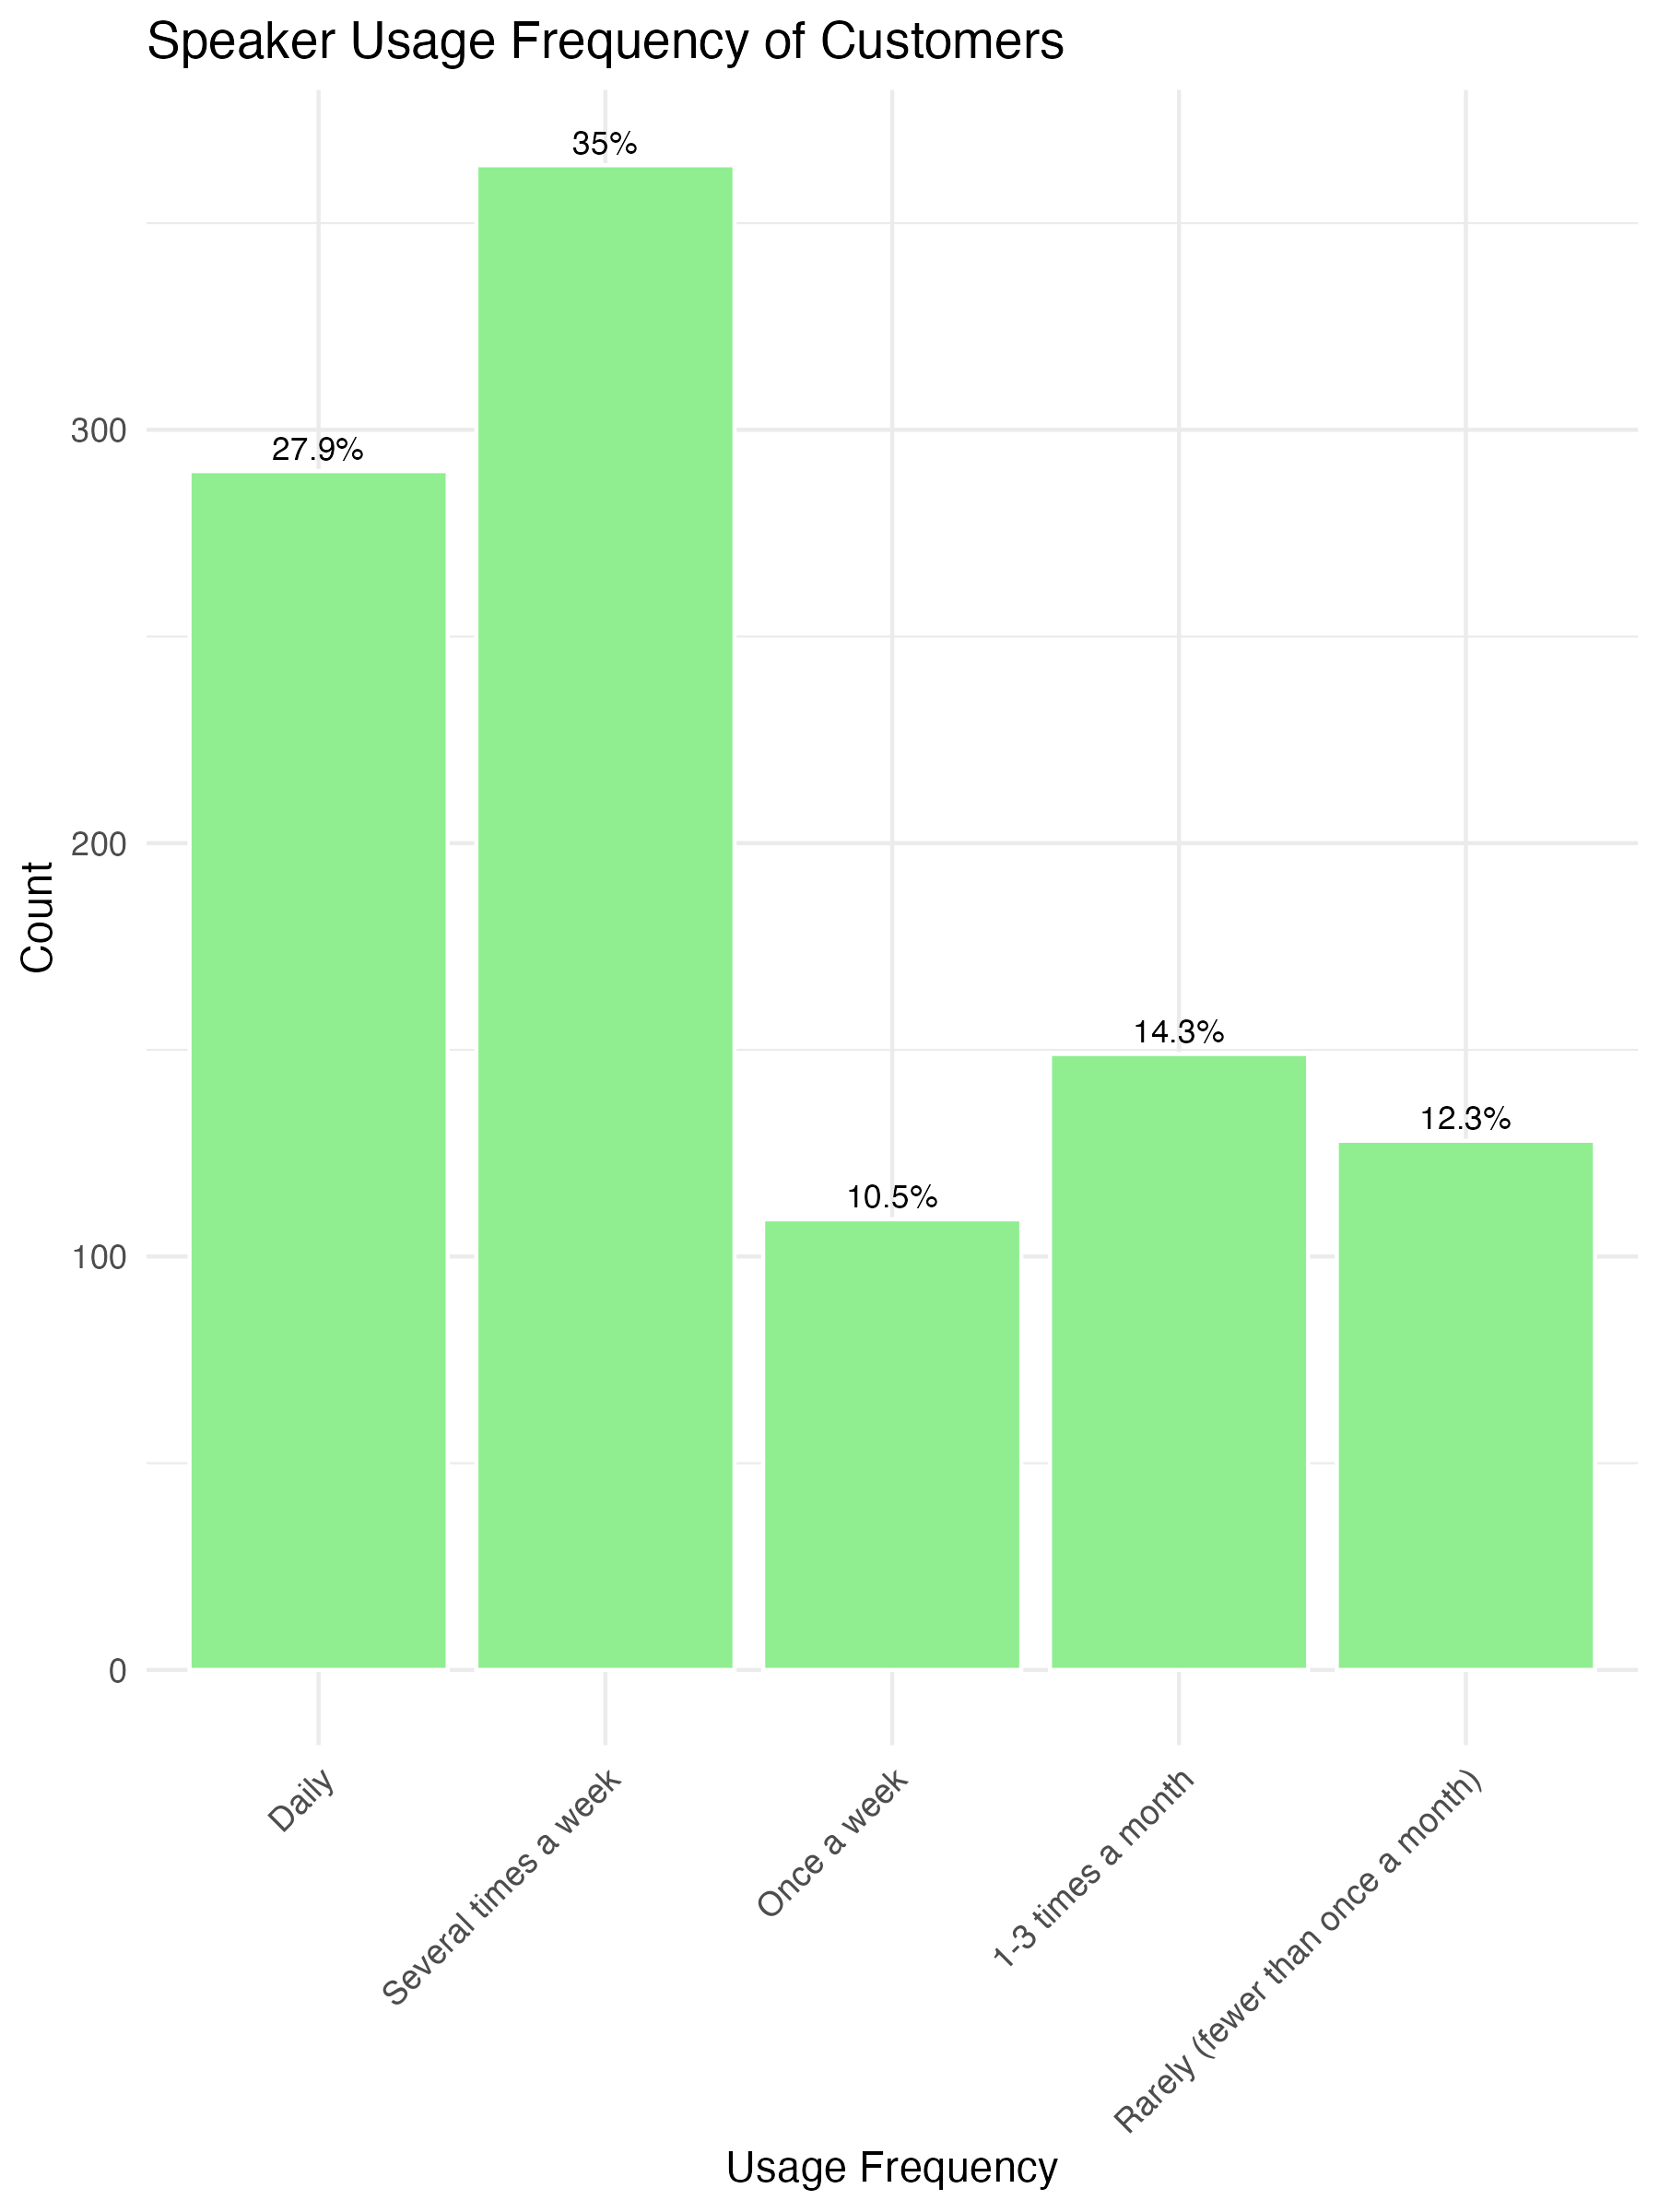 Speaker Usage Frequency of Customers
35%
300
27.9%
200
Count
14.3%
12.3%
10.5%
100
0
Daily
Several times a week
Once a week
1-3 times a month
Rarely (fewer than once a month)
Usage Frequency